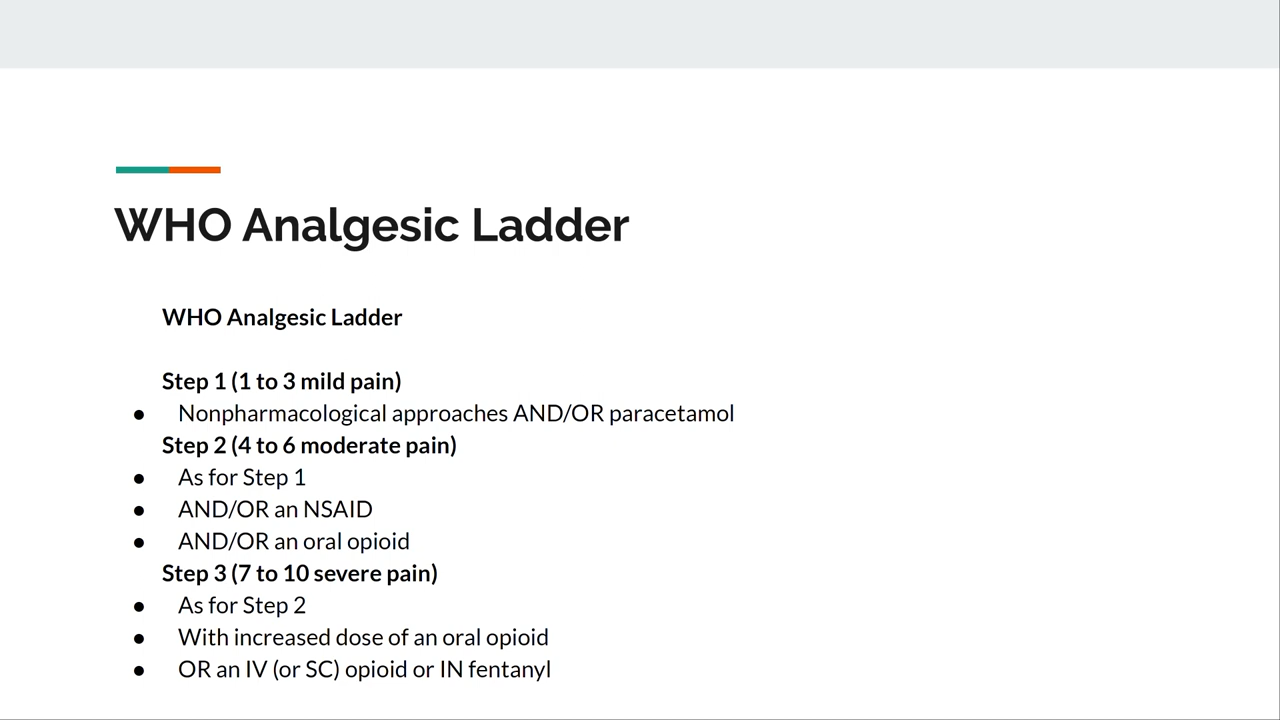 WHO Analgesic Ladder
WHO Analgesic Ladder
Step 1 (1 to 3 mild pain)
● Nonpharmacological approaches AND/OR paracetamol
Step 2 (4 to 6 moderate pain)
● As for Step 1
● AND/OR an NSAID
● AND/OR an oral opioid
Step 3 (7 to 10 severe pain)
● As for Step 2
● With increased dose of an oral opioid
● OR an IV (or SC) opioid or IN fentanyl